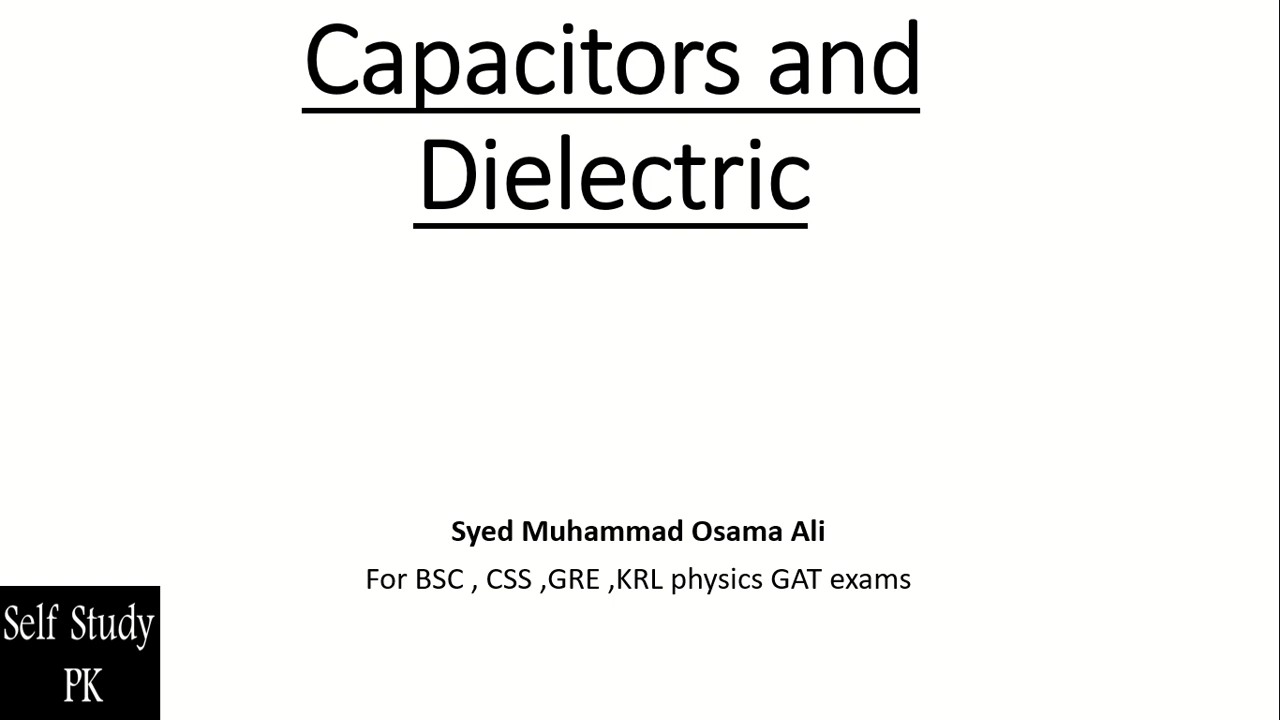 Capacitors and
Dielectric
Syed Muhammad Osama Ali
For BSC , CSS ,GRE ,KRL physics GAT exams
Self Study
PK